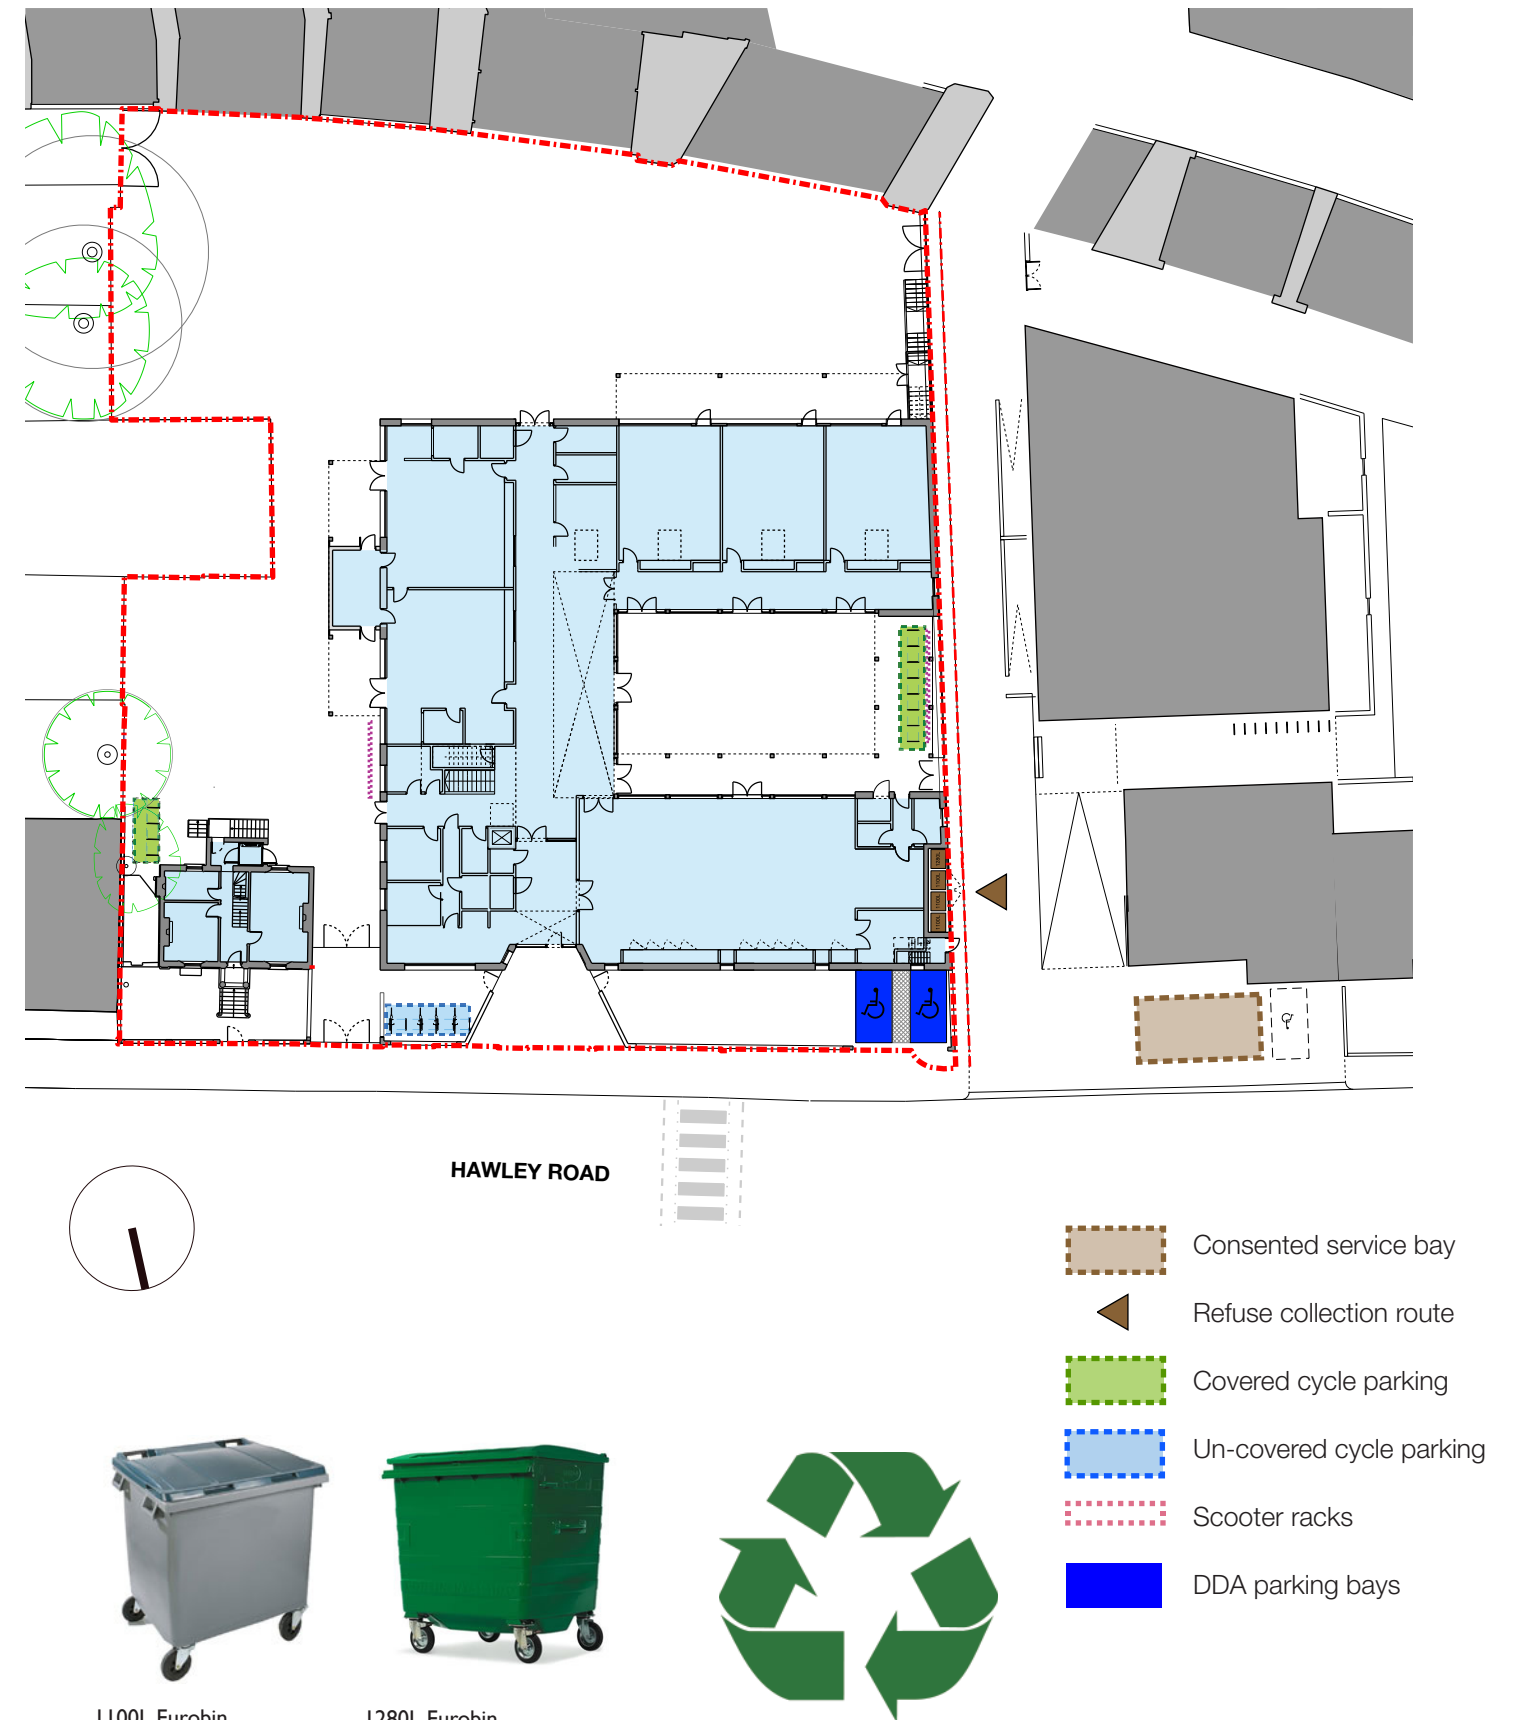 HAWLEY ROAD
Consented service bay
Refuse collection route
Covered cycle parking
Un-covered cycle parking
Scooter racks
DDA parking bays
1100L Eurobin
1280L Eurobin